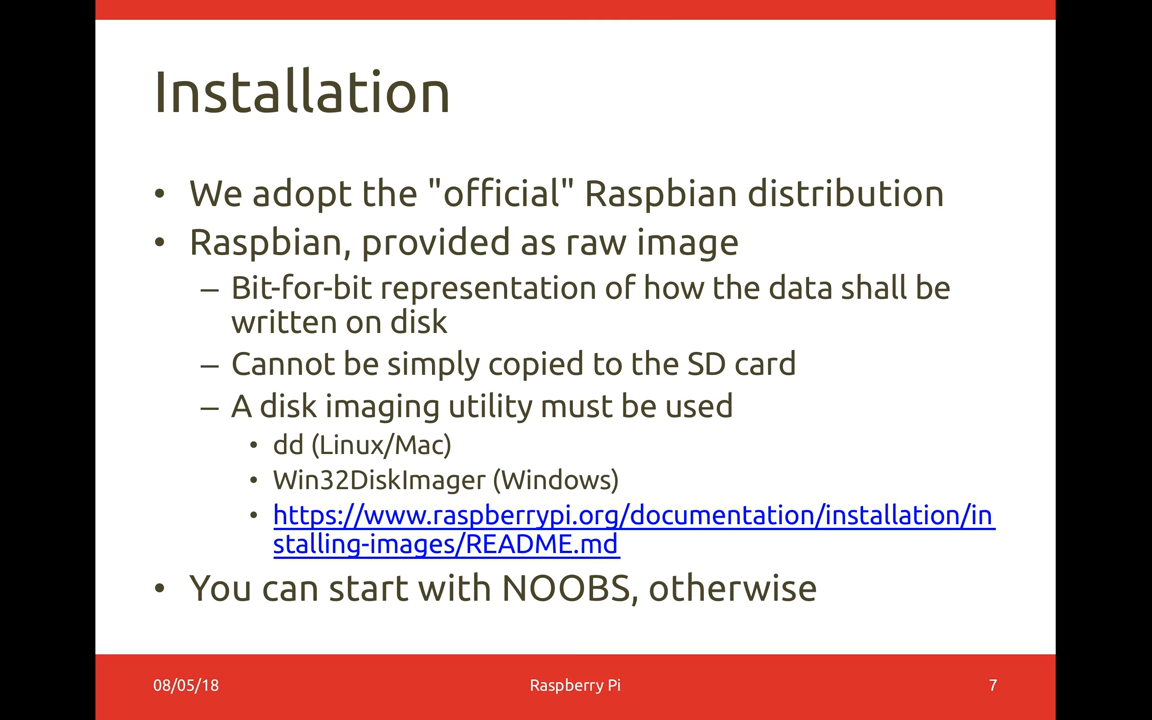 Installation
• We adopt the "official" Raspbian distribution
• Raspbian, provided as raw image
– Bit-for-bit representation of how the data shall be
written on disk
– Cannot be simply copied to the SD card
– A disk imaging utility must be used
• dd (Linux/Mac)
• Win32DiskImager (Windows)
• https://www.raspberrypi.org/documentation/installation/in
stalling-images/README.md
• You can start with NOOBS, otherwise
08/05/18 Raspberry Pi 7